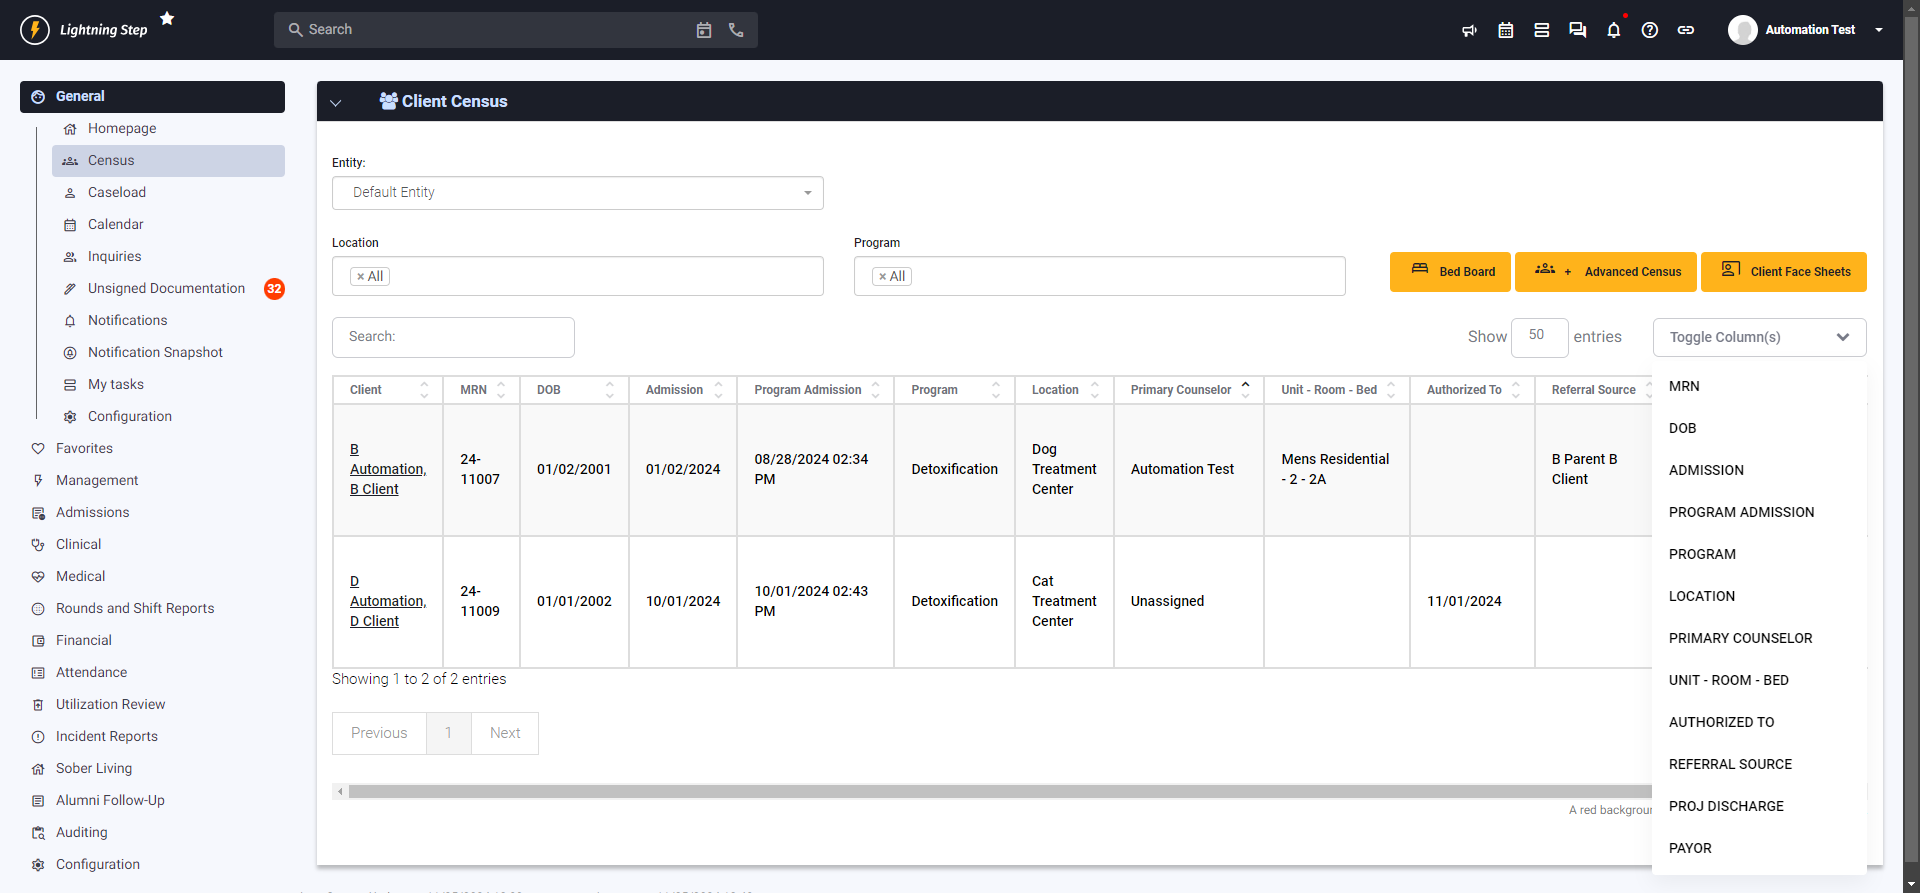 Lightning Step
Search
Automation Test
General
Homepage
Census
Caseload
Calendar
Inquiries
Unsigned Documentation 32
Notifications
Notification Snapshot
My tasks
Configuration
Favorites
Management
Admissions
Clinical
Medical
Rounds and Shift Reports
Financial
Attendance
Utilization Review
Incident Reports
Sober Living
Alumni Follow-Up
Auditing
Configuration
Client Census
Entity:
Default Entity
Location
Program
× All
× All
Bed Board
+ Advanced Census
Client Face Sheets
Search:
Show 50 entries
Toggle Column(s)
Client MRN DOB Admission Program Admission Program Location Primary Counselor Unit - Room - Bed Authorized To Referral Source
B Automation, B Client
24-11007
01/02/2001
01/02/2024
08/28/2024 02:34 PM
Detoxification
Dog Treatment Center
Automation Test
Mens Residential - 2 - 2A
B Parent B Client
D Automation, D Client
24-11009
01/01/2002
10/01/2024
10/01/2024 02:43 PM
Detoxification
Cat Treatment Center
Unassigned
11/01/2024
MRN
DOB
ADMISSION
PROGRAM ADMISSION
PROGRAM
LOCATION
PRIMARY COUNSELOR
UNIT - ROOM - BED
AUTHORIZED TO
REFERRAL SOURCE
PROJ DISCHARGE
PAYOR
Showing 1 to 2 of 2 entries
Previous 1 Next
A red backgroun